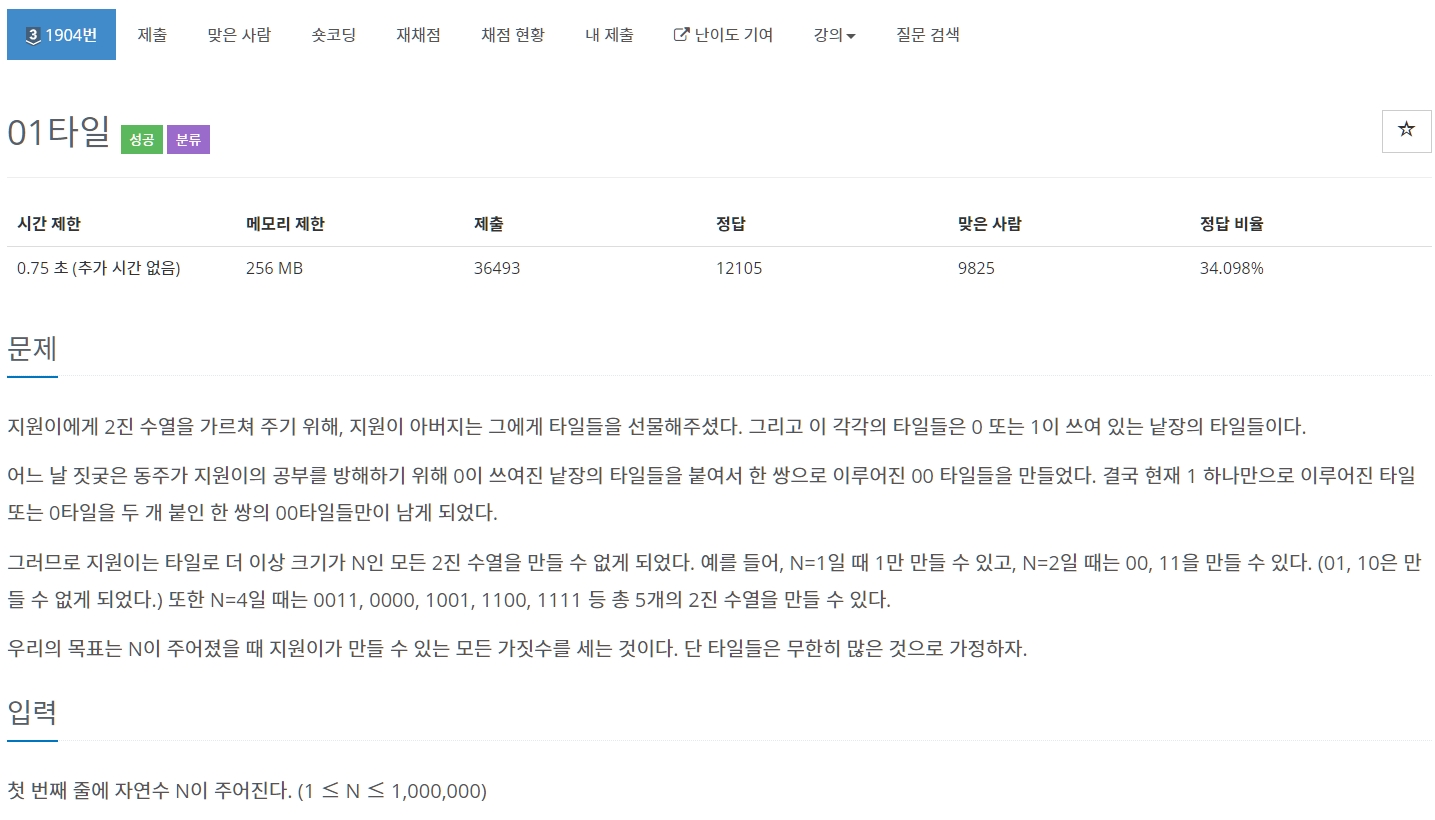 3 1904번 제출 맞은 사람 숏코딩 재채점 채점 현황 내 제출 난이도 기여 강의 질문 검색
01타일 성공 분류
시간 제한 메모리 제한 제출 정답 맞은 사람 정답 비율
0.75 초 (추가 시간 없음) 256 MB 36493 12105 9825 34.098%
문제
지원이에게 2진 수열을 가르쳐 주기 위해, 지원이 아버지는 그에게 타일들을 선물해주셨다. 그리고 이 각각의 타일들은 0 또는 1이 쓰여 있는 낱장의 타일들이다.
어느 날 짓궂은 동주가 지원이의 공부를 방해하기 위해 0이 쓰여진 낱장의 타일들을 붙여서 한 쌍으로 이루어진 00 타일들을 만들었다. 결국 현재 1 하나만으로 이루어진 타일
또는 0타일을 두 개 붙인 한 쌍의 00타일들만이 남게 되었다.
그러므로 지원이는 타일로 더 이상 크기가 N인 모든 2진 수열을 만들 수 없게 되었다. 예를 들어, N=1일 때 1만 만들 수 있고, N=2일 때는 00, 11을 만들 수 있다. (01, 10은 만
들 수 없게 되었다.) 또한 N=4일 때는 0011, 0000, 1001, 1100, 1111 등 총 5개의 2진 수열을 만들 수 있다.
우리의 목표는 N이 주어졌을 때 지원이가 만들 수 있는 모든 가짓수를 세는 것이다. 단 타일들은 무한히 많은 것으로 가정하자.
입력
첫 번째 줄에 자연수 N이 주어진다. (1 ≤ N ≤ 1,000,000)